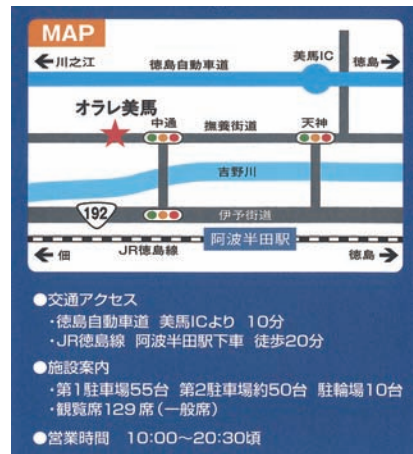 MAP
←川之江 徳島自動車道 美馬IC 徳島→
オラレ美馬
中通 撫養街道 天神
吉野川
192 伊予街道
阿波半田駅
←佃 JR徳島線 徳島→
●交通アクセス
・徳島自動車道 美馬ICより 10分
・JR徳島線 阿波半田駅下車 徒歩20分
●施設案内
・第1駐車場55台 第2駐車場約50台 駐輪場10台
・観覧席129席(一般席)
●営業時間 10:00～20:30頃